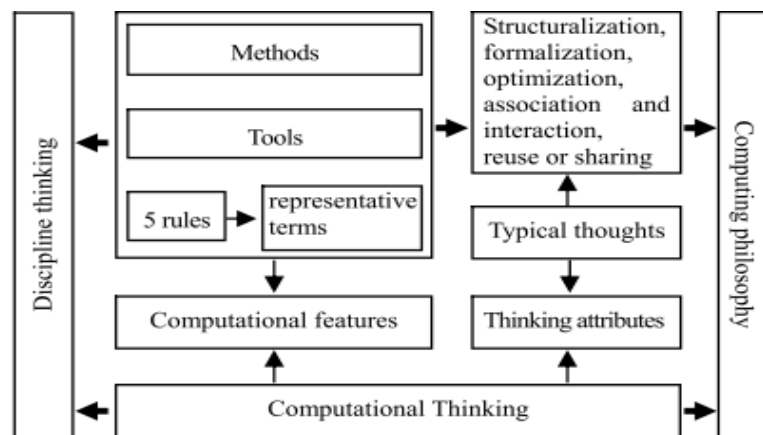 Discipline thinking
Methods
Tools
5 rules
representative
terms
Structuralization,
formalization,
optimization,
association and
interaction,
reuse or sharing
Typical thoughts
Computational features
Thinking attributes
Computational Thinking
Computing philosophy